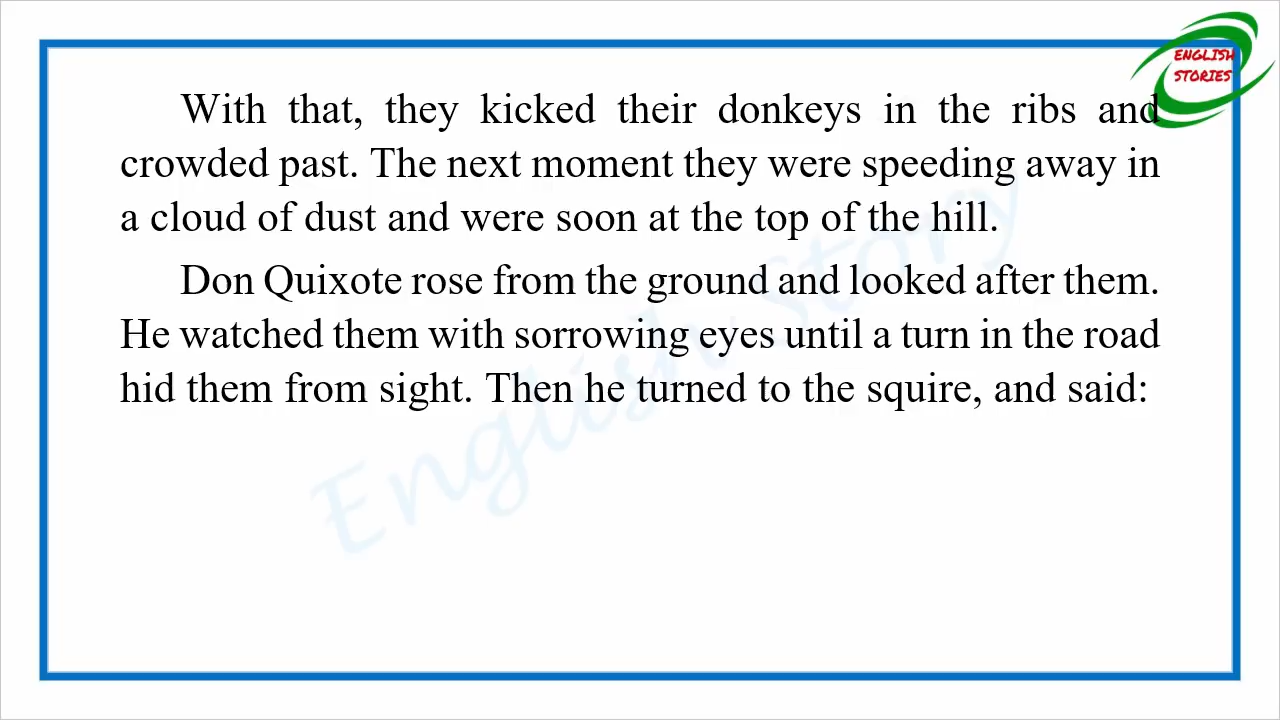 ENGLISH
STORIES
With that, they kicked their donkeys in the ribs and
crowded past. The next moment they were speeding away in
a cloud of dust and were soon at the top of the hill.
Don Quixote rose from the ground and looked after them.
He watched them with sorrowing eyes until a turn in the road
hid them from sight. Then he turned to the squire, and said:
English Story